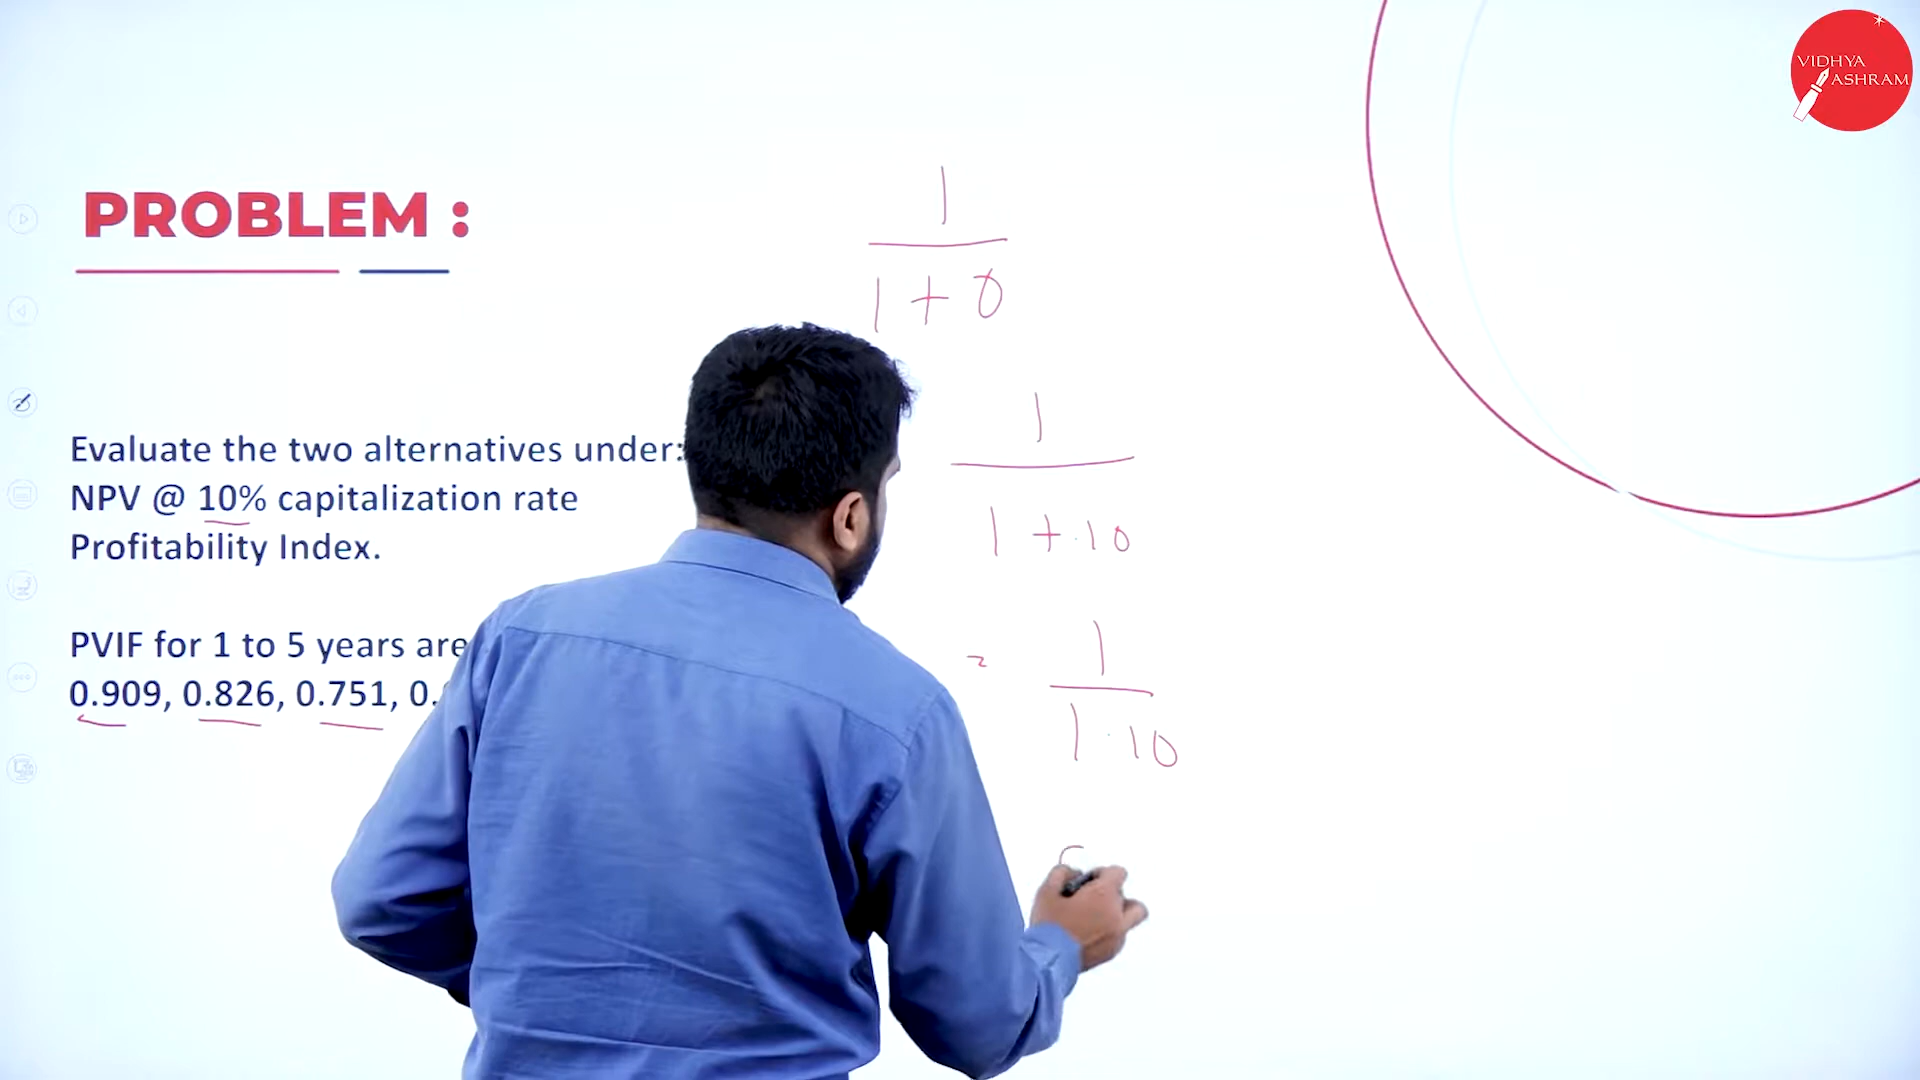 VIDHYA
ASHRAM
PROBLEM :
Evaluate the two alternatives under:
NPV @ 10% capitalization rate
Profitability Index.
PVIF for 1 to 5 years are
0.909, 0.826, 0.751, 0.
1
1 + 0
1
1 + .10
= 1
1.10